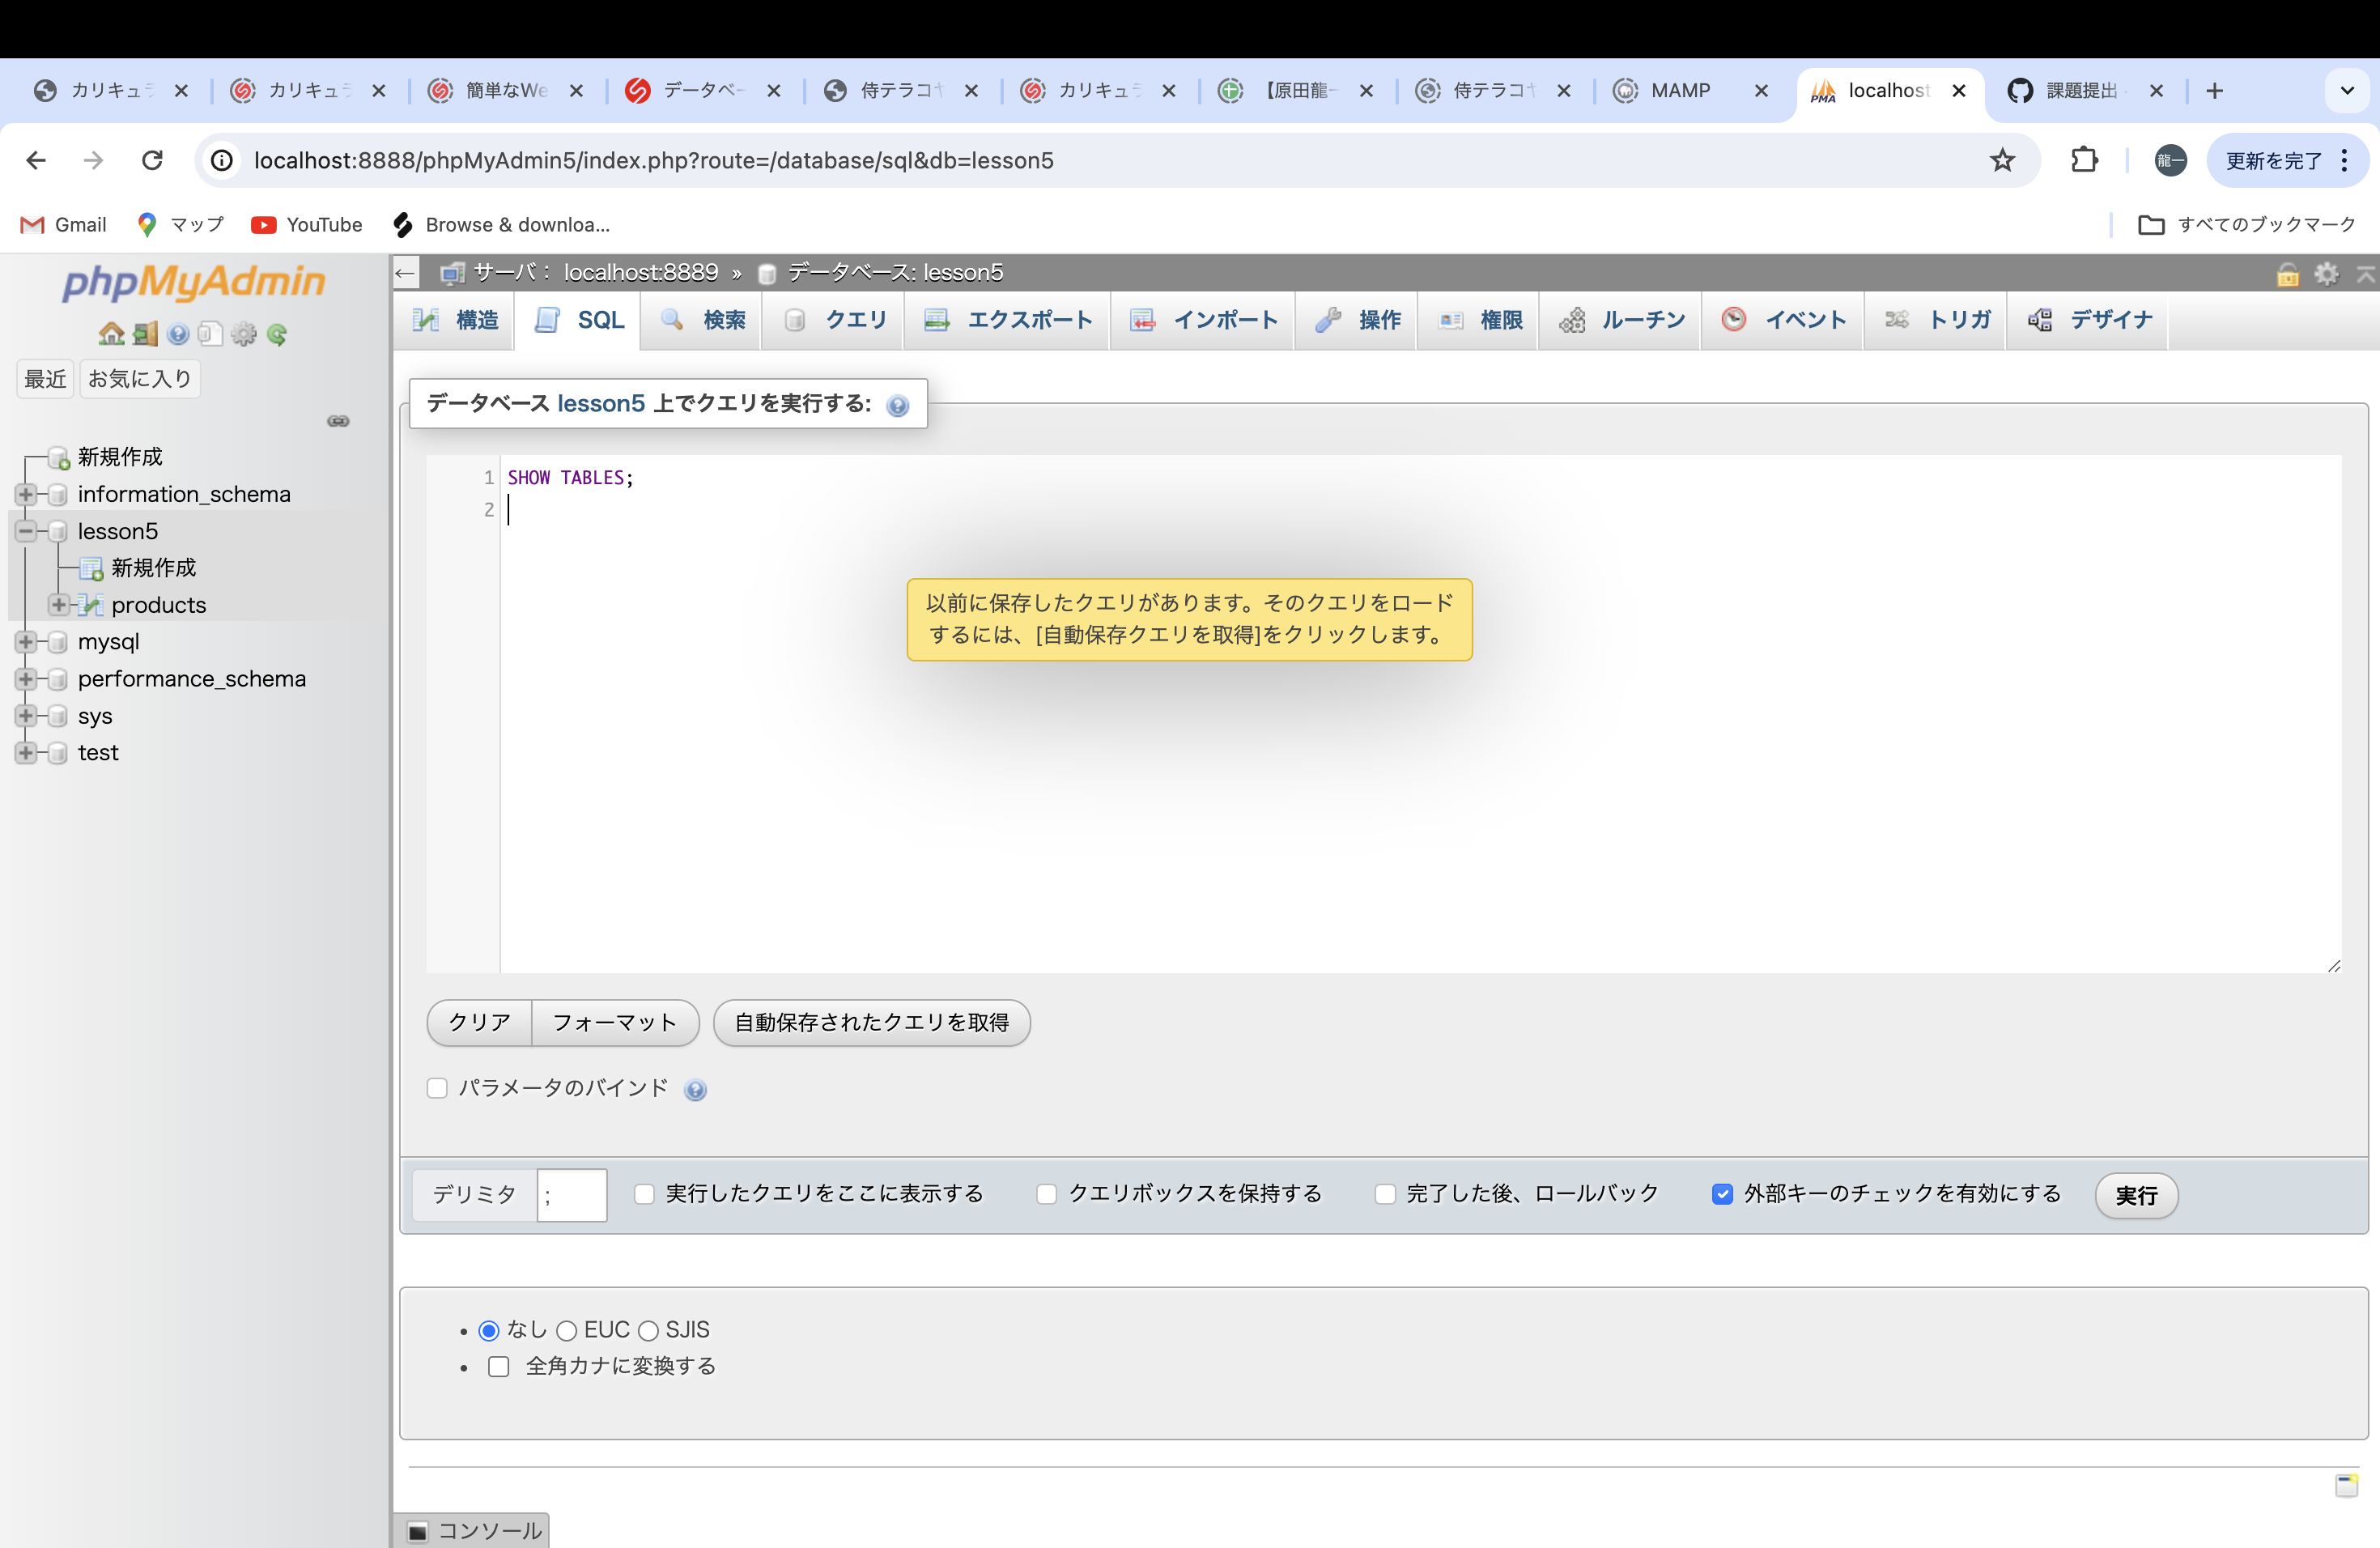 カリキュラ
カリキュラ
簡単なWe
データベー
侍テラコヤ
カリキュラ
【原田龍一
侍テラコヤ
MAMP
localhost
課題提出
localhost:8888/phpMyAdmin5/index.php?route=/database/sql&db=lesson5
龍一
更新を完了
Gmail
マップ
YouTube
Browse & downloa...
すべてのブックマーク
phpMyAdmin
最近 お気に入り
新規作成
information_schema
lesson5
新規作成
products
mysql
performance_schema
sys
test
サーバ： localhost:8889 » データベース: lesson5
構造
SQL
検索
クエリ
エクスポート
インポート
操作
権限
ルーチン
イベント
トリガ
デザイナ
データベース lesson5 上でクエリを実行する:
1 SHOW TABLES;
2
以前に保存したクエリがあります。そのクエリをロード
するには、[自動保存クエリを取得]をクリックします。
クリア フォーマット 自動保存されたクエリを取得
パラメータのバインド
デリミタ ; 実行したクエリをここに表示する クエリボックスを保持する 完了した後、ロールバック 外部キーのチェックを有効にする 実行
• なし EUC SJIS
• 全角カナに変換する
コンソール